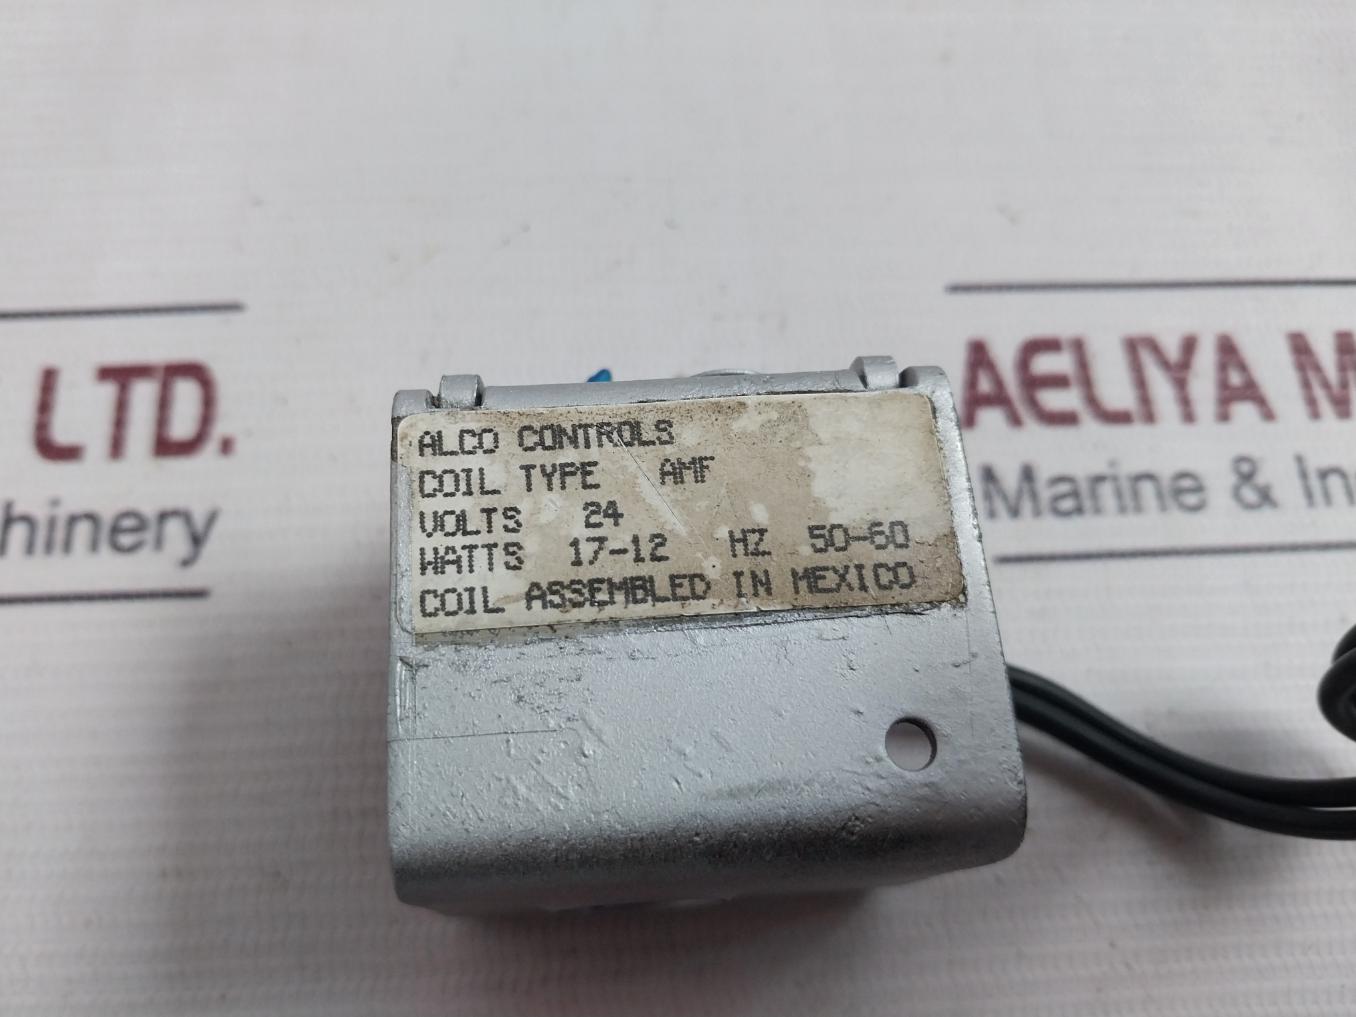 ALCO CONTROLS
COIL TYPE AMF
VOLTS 24
WATTS 17-12 HZ 50-60
COIL ASSEMBLED IN MEXICO
LTD.
hinery
AELIYA M
Marine & In